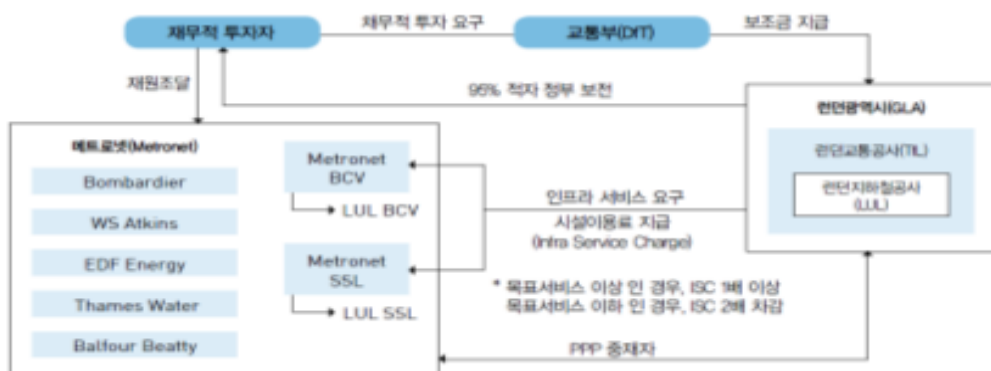 재무적 투자자
재무적 투자 요구
교통부(DfT)
보조금 지급
재원조달
95% 적자 정부 보전
메트로넷(Metronet)
Bombardier
WS Atkins
EDF Energy
Thames Water
Balfour Beatty
Metronet
BCV
LUL BCV
Metronet
SSL
LUL SSL
인프라 서비스 요구
시설이용료 지급
(Infra Service Charge)
* 목표서비스 이상 인 경우, ISC 1배 이상
목표서비스 이하 인 경우, ISC 2배 차감
PPP 중재자
런던광역시(GLA)
런던교통공사(TfL)
런던지하철공사
(LUL)